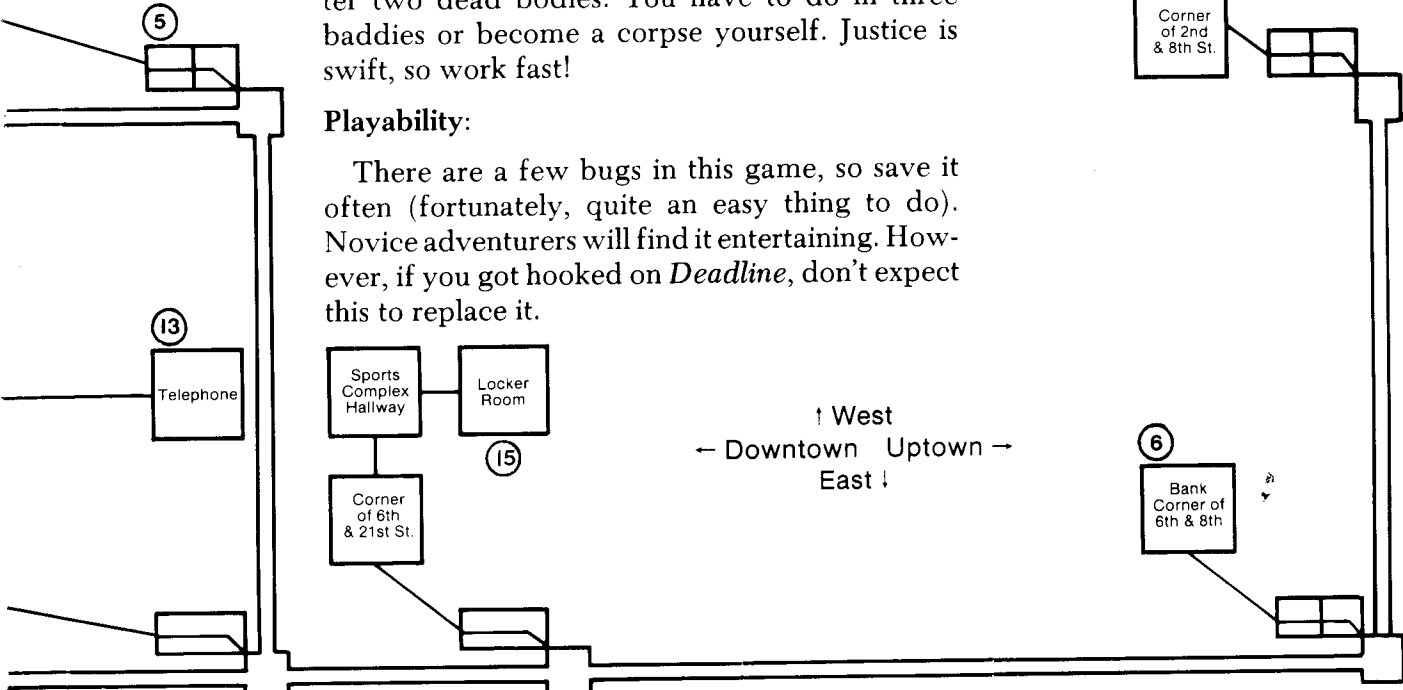 ter two dead bodies. You have to do in three
baddies or become a corpse yourself. Justice is
swift, so work fast!
Playability:
There are a few bugs in this game, so save it
often (fortunately, quite an easy thing to do).
Novice adventurers will find it entertaining. How-
ever, if you got hooked on Deadline, don't expect
this to replace it.
5
Corner
of 2nd
& 8th St.
13
Telephone
Sports
Complex
Hallway
Locker
Room
15
Corner
of 6th
& 21st St.
↑ West
← Downtown Uptown →
East ↓
6
Bank
Corner of
6th & 8th